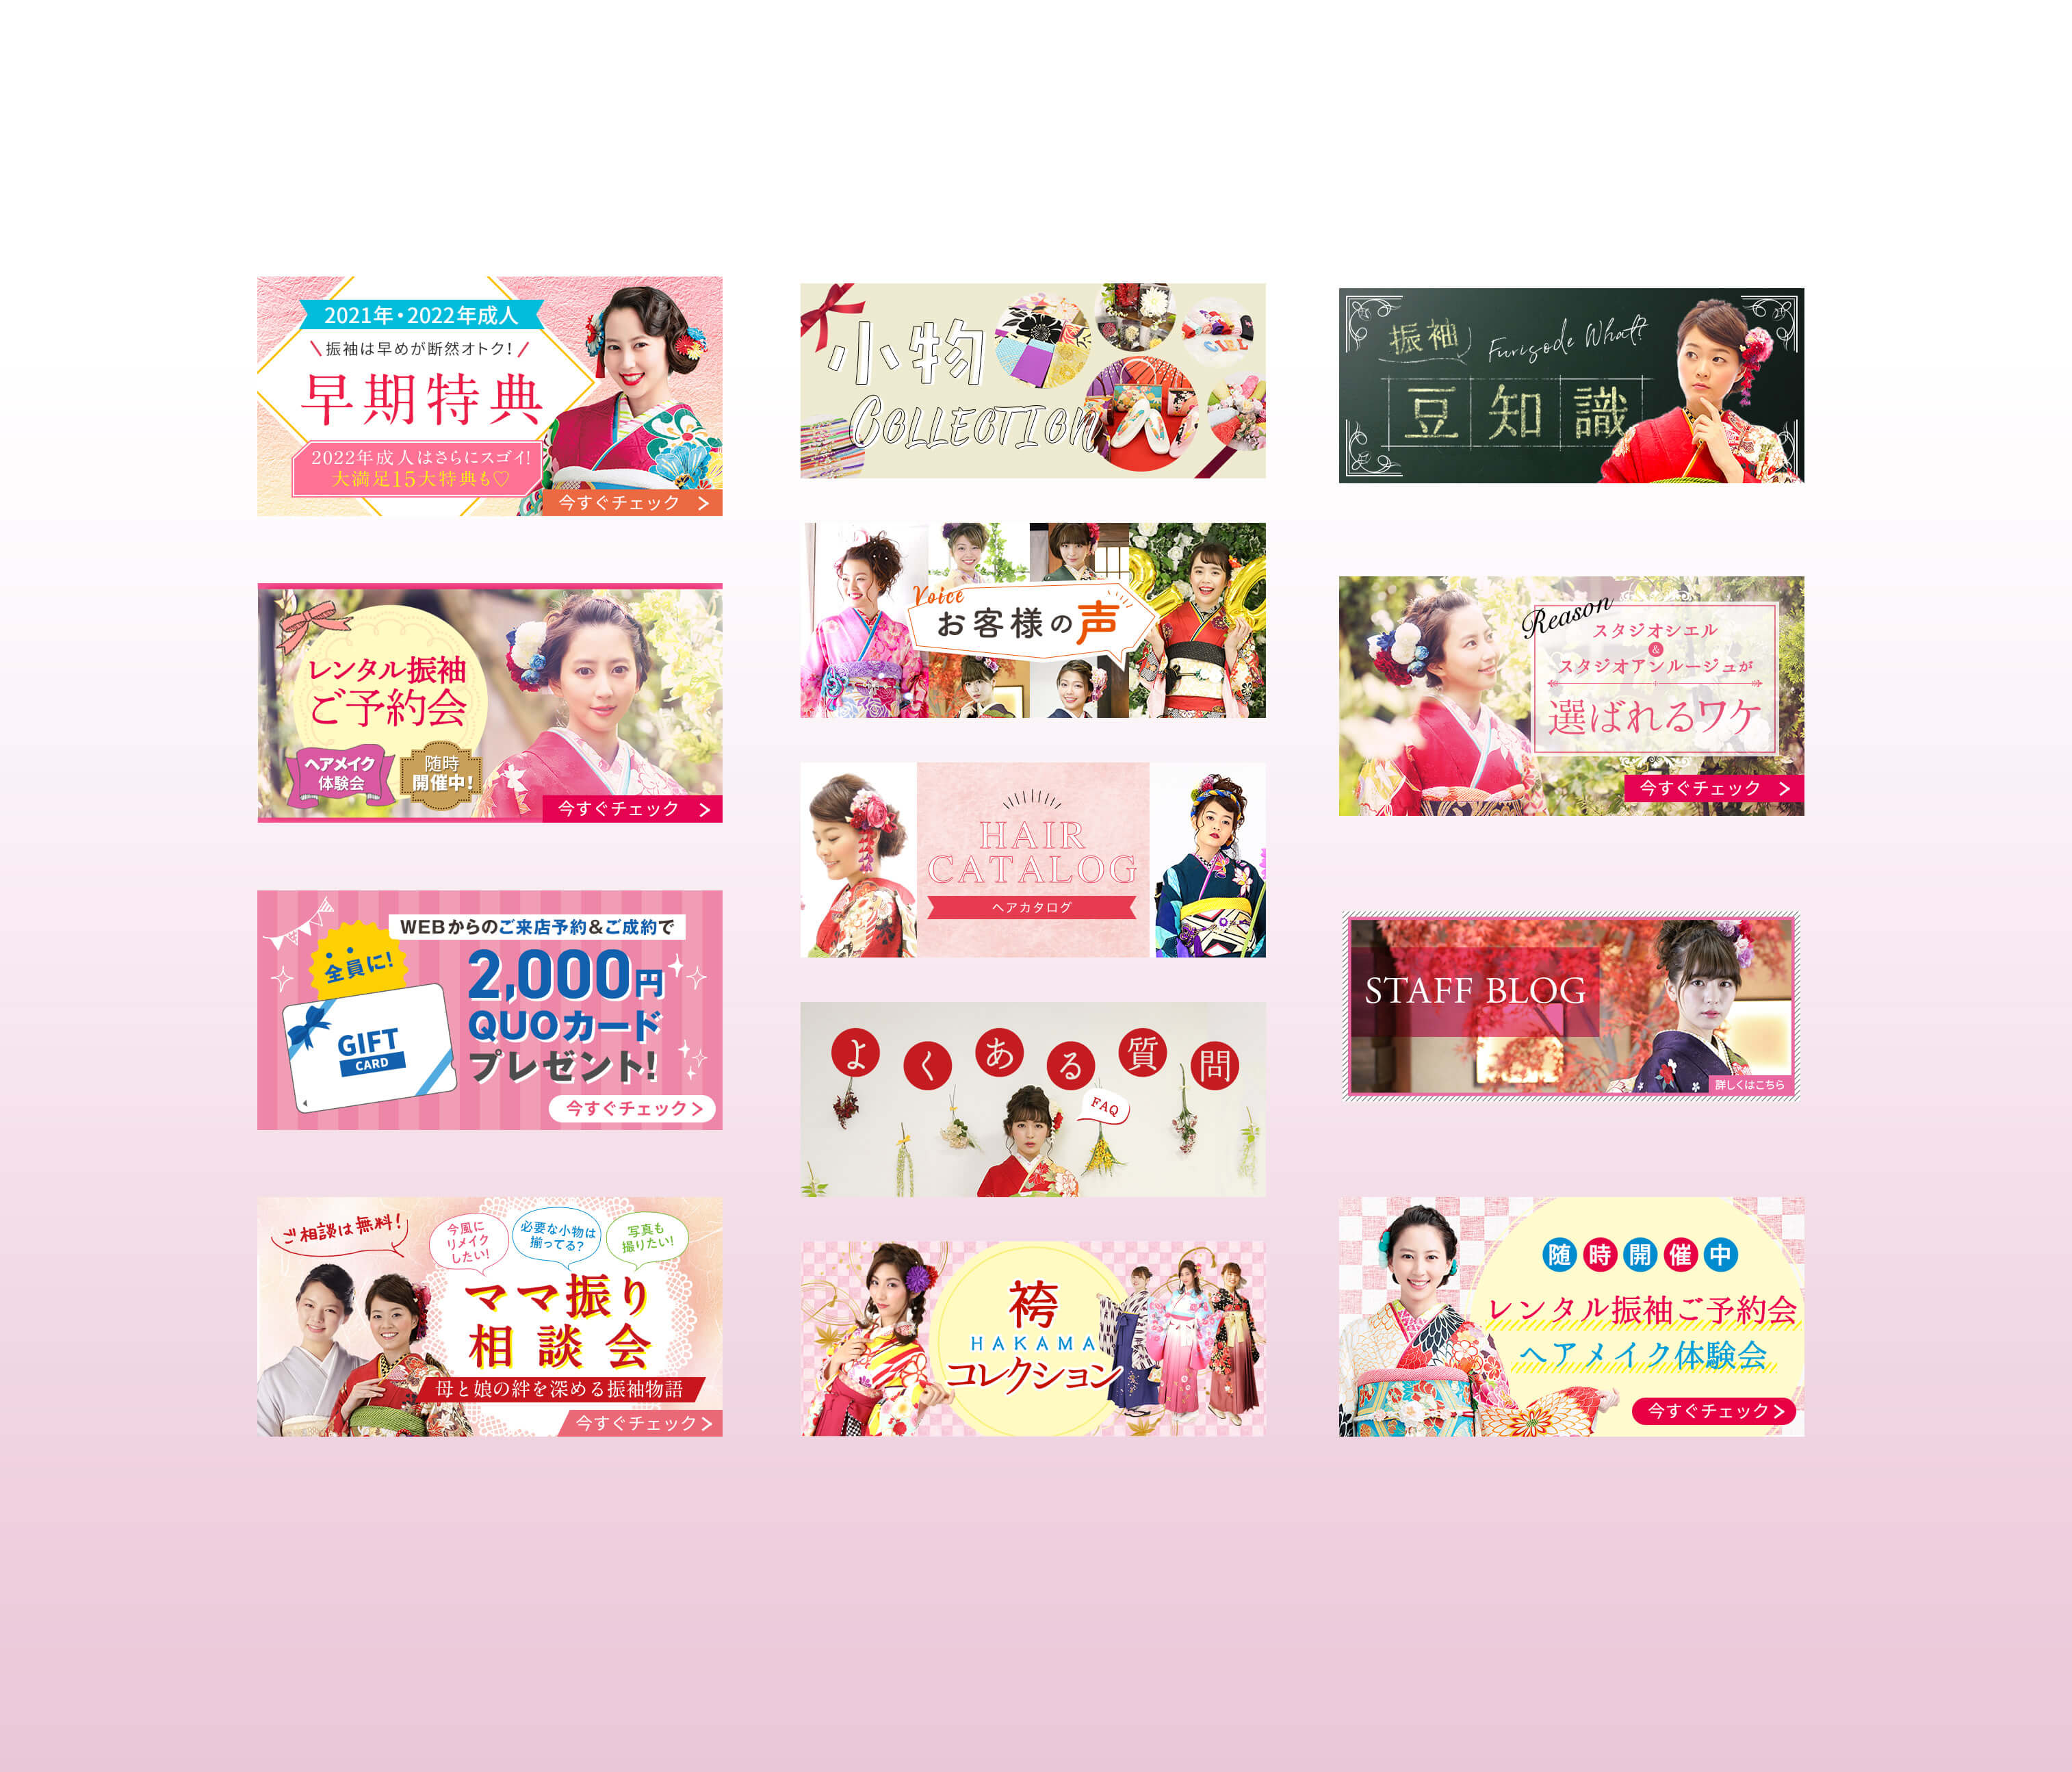 2021年・2022年成人
振袖は早めが断然オトク!
早期特典
2022年成人はさらにスゴイ!
大満足15大特典も♡
今すぐチェック
レンタル振袖
ご予約会
ヘアメイク
体験会
随時
開催中!
今すぐチェック
WEBからのご来店予約&ご成約で
全員に!
2,000円
QUOカード
プレゼント!
GIFT
CARD
今すぐチェック
ご相談は無料!
今風に
リメイク
したい!
必要な小物は
揃ってる?
写真も
撮りたい!
ママ振り
相談会
母と娘の絆を深める振袖物語
今すぐチェック
小物
COLLECTION
GIRL
Voice
お客様の声
HAIR
CATALOG
ヘアカタログ
よくある質問
FAQ
袴
HAKAMA
コレクション
振袖
Furisode What?
豆知識
Reason
スタジオシエル
&
スタジオアンルージュが
選ばれるワケ
今すぐチェック
STAFF BLOG
詳しくはこちら
随時開催中
レンタル振袖ご予約会
ヘアメイク体験会
今すぐチェック